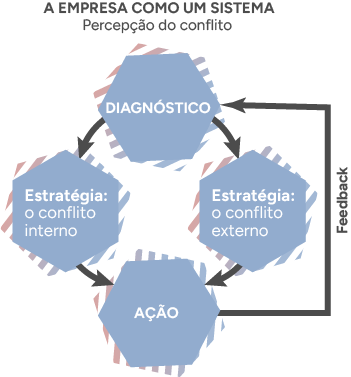 A EMPRESA COMO UM SISTEMA
Percepção do conflito
DIAGNÓSTICO
Estratégia:
o conflito
interno
Estratégia:
o conflito
externo
Feedback
AÇÃO